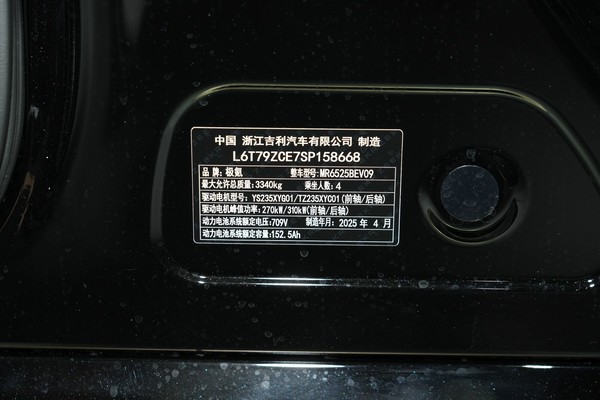 中国 浙江吉利汽车有限公司 制造
L6T79ZCE7SP158668
品牌:极氪 整车型号:MR6525BEV09
最大允许总质量:3340kg 乘坐人数:4
驱动电机型号:YS235XYG01/TZ235XYC01(前轴/后轴)
驱动电机峰值功率:270kW/310kW(前轴/后轴)
动力电池系统额定电压:709V 制造年月:2025 年 4 月
动力电池系统额定容量:152.5Ah